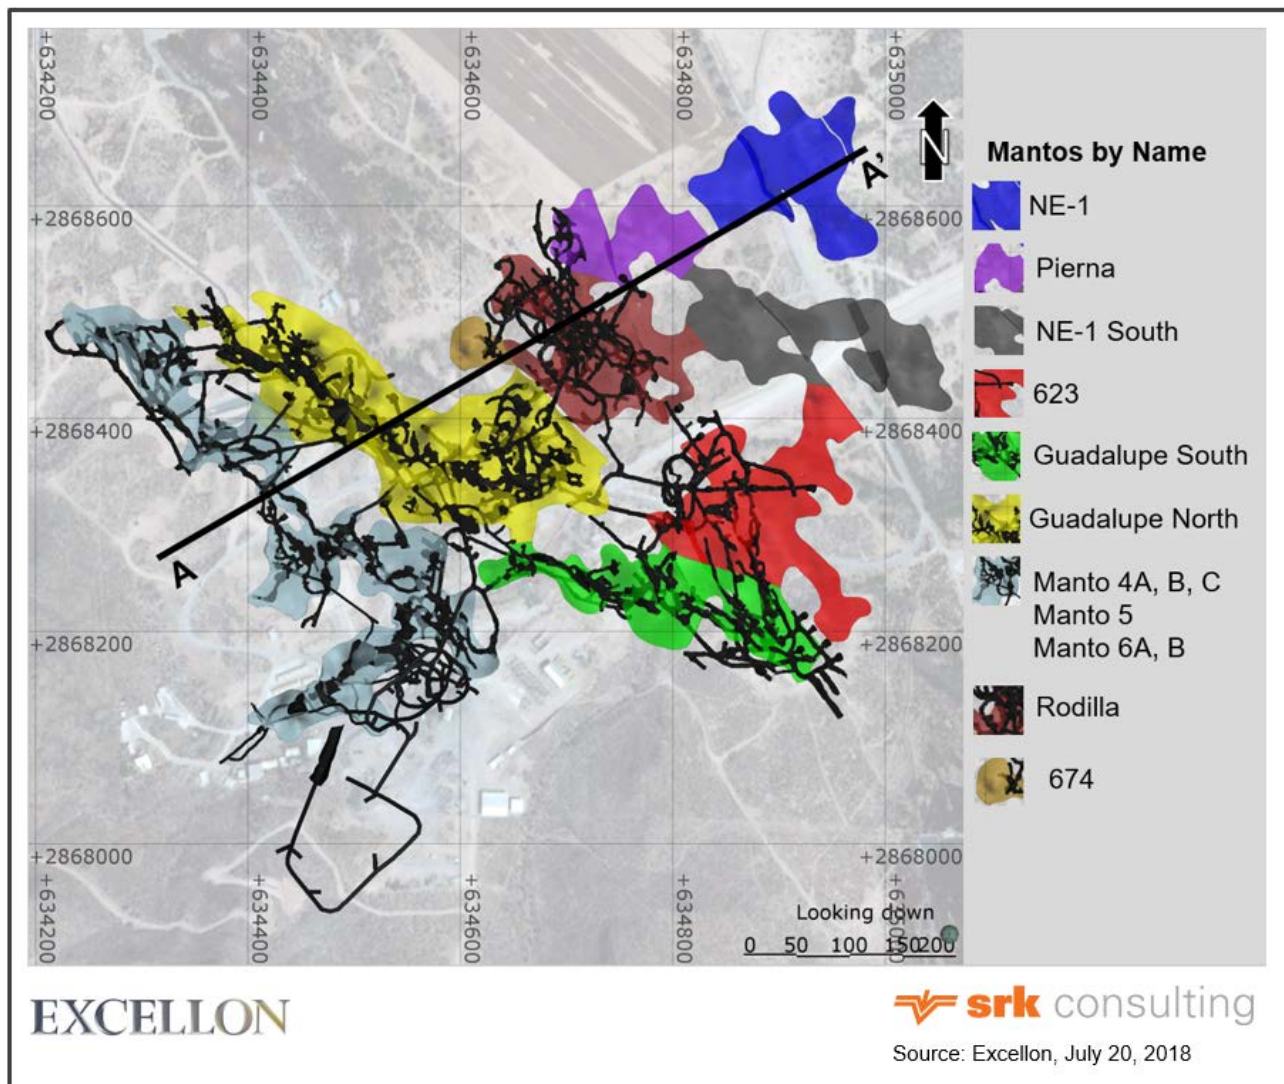 +634200
+634400
+634600
+634800
+635000
N
Mantos by Name
A'
NE-1
+2868600
+2868600
Pierna
NE-1 South
623
+2868400
+2868400
Guadalupe South
Guadalupe North
A
Manto 4A, B, C
Manto 5
Manto 6A, B
+2868200
+2868200
Rodilla
674
+2868000
+2868000
+634200
+634400
+634600
+634800
Looking down
0 50 100 150 200
EXCELLON
srk consulting
Source: Excellon, July 20, 2018